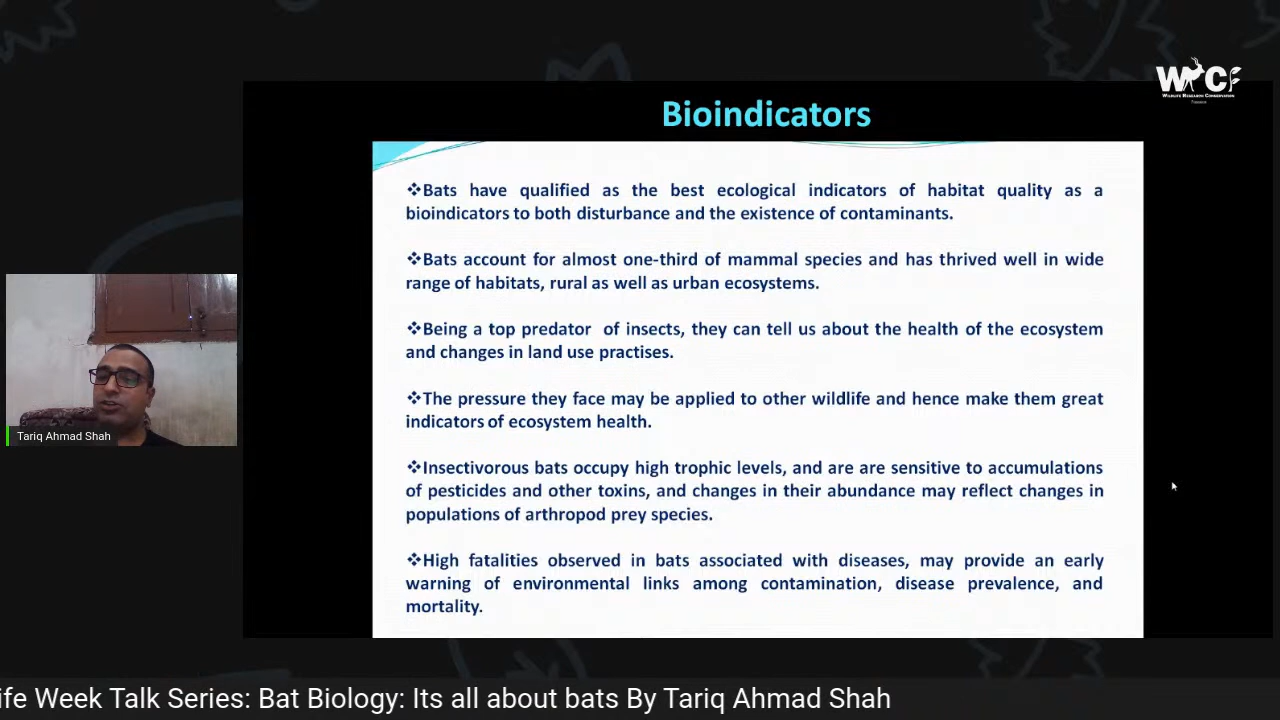 WRCF
WILDLIFE RESEARCH CONSERVATION
Bioindicators
❖Bats have qualified as the best ecological indicators of habitat quality as a
bioindicators to both disturbance and the existence of contaminants.
❖Bats account for almost one-third of mammal species and has thrived well in wide
range of habitats, rural as well as urban ecosystems.
❖Being a top predator of insects, they can tell us about the health of the ecosystem
and changes in land use practises.
❖The pressure they face may be applied to other wildlife and hence make them great
indicators of ecosystem health.
❖Insectivorous bats occupy high trophic levels, and are are sensitive to accumulations
of pesticides and other toxins, and changes in their abundance may reflect changes in
populations of arthropod prey species.
❖High fatalities observed in bats associated with diseases, may provide an early
warning of environmental links among contamination, disease prevalence, and
mortality.
Tariq Ahmad Shah
ife Week Talk Series: Bat Biology: Its all about bats By Tariq Ahmad Shah